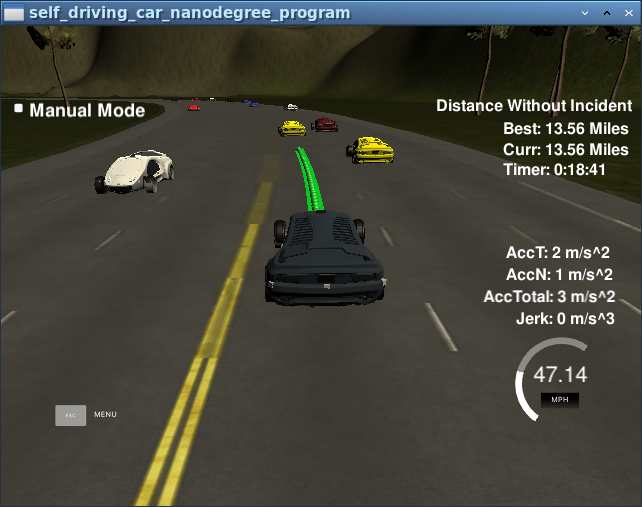 self_driving_car_nanodegree_program
Manual Mode
Distance Without Incident
Best: 13.56 Miles
Curr: 13.56 Miles
Timer: 0:18:41
AccT: 2 m/s^2
AccN: 1 m/s^2
AccTotal: 3 m/s^2
Jerk: 0 m/s^3
47.14
MPH
ESC MENU